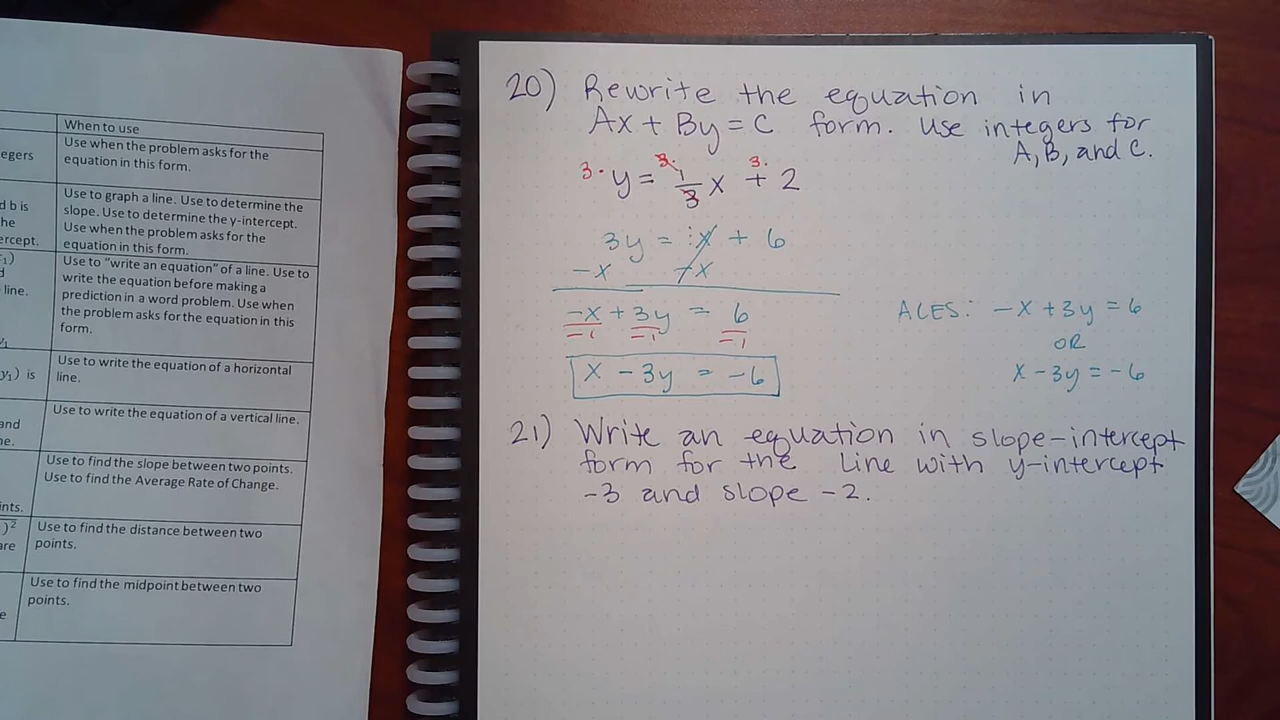 When to use
egers
Use when the problem asks for the
equation in this form.
d b is
he
ercept.
Use to graph a line. Use to determine the
slope. Use to determine the y-intercept.
Use when the problem asks for the
equation in this form.
line.
Use to "write an equation" of a line. Use to
write the equation before making a
prediction in a word problem. Use when
the problem asks for the equation in this
form.
y₁) is
Use to write the equation of a horizontal
line.
and
ne.
Use to write the equation of a vertical line.
nts.
Use to find the slope between two points.
Use to find the Average Rate of Change.
)²
are
Use to find the distance between two
points.
e
Use to find the midpoint between two
points.
20) Rewrite the equation in
Ax + By = C form. Use integers for
A, B, and C.
3· y = 3· 1/3 x + 3· 2
3y = x + 6
-x -x
-x + 3y = 6
-1 -1 -1
x - 3y = -6
ALES: -x + 3y = 6
OR
x - 3y = -6
21) Write an equation in slope-intercept
form for the line with y-intercept
-3 and slope -2.